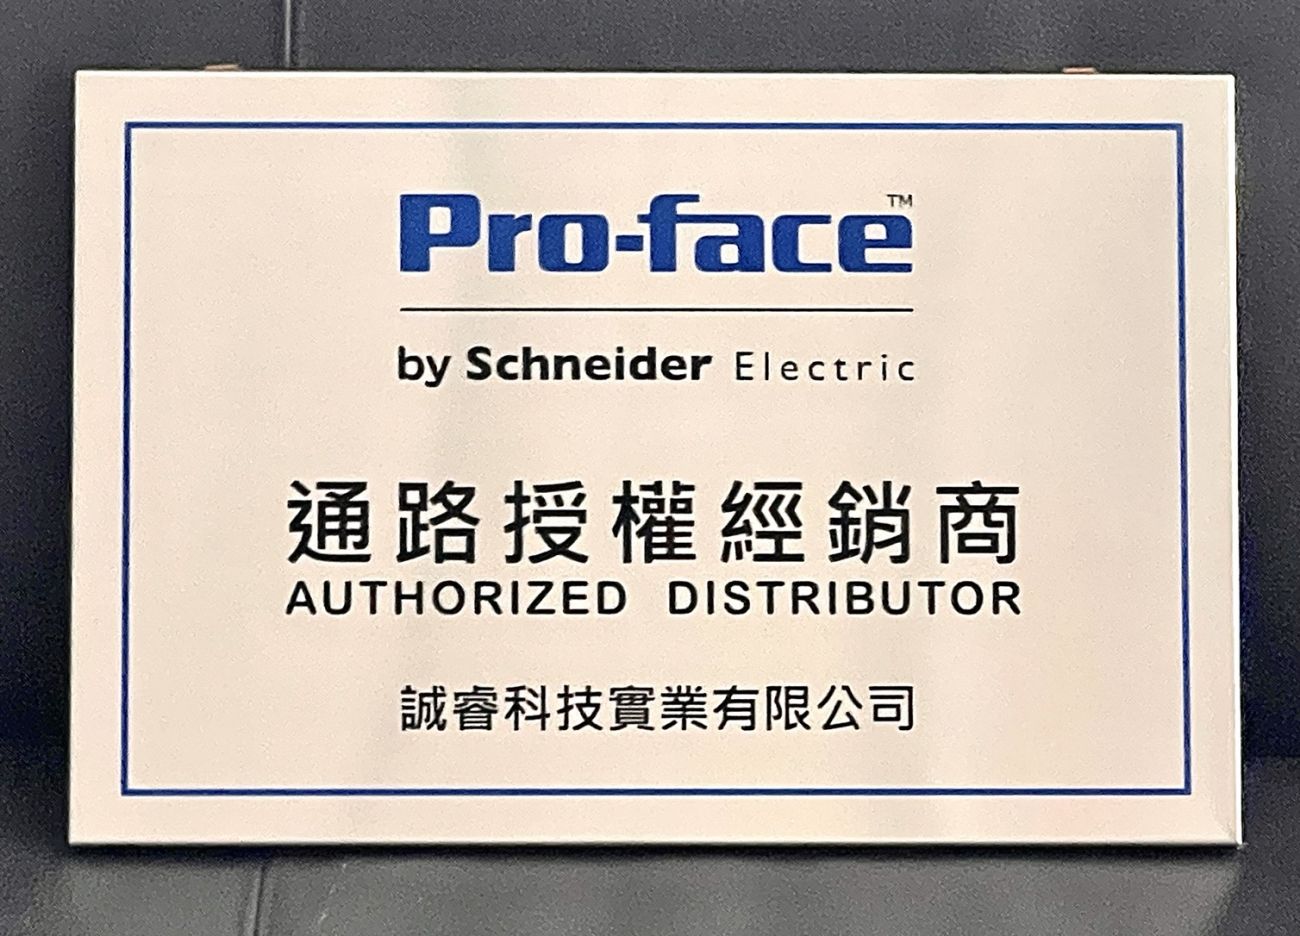 Pro-face™
by Schneider Electric
通路授權經銷商
AUTHORIZED DISTRIBUTOR
誠睿科技實業有限公司